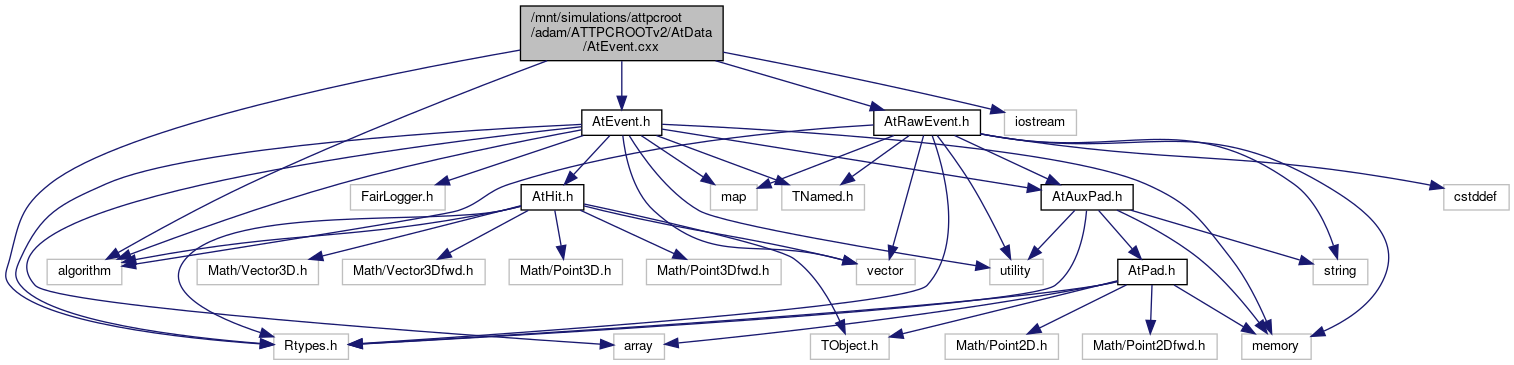 /mnt/simulations/attpcroot
/adam/ATTPCROOTv2/AtData
/AtEvent.cxx
AtEvent.h
AtRawEvent.h
iostream
FairLogger.h
AtHit.h
map
TNamed.h
AtAuxPad.h
cstddef
algorithm
Math/Vector3D.h
Math/Vector3Dfwd.h
Math/Point3D.h
Math/Point3Dfwd.h
vector
utility
AtPad.h
string
Rtypes.h
array
TObject.h
Math/Point2D.h
Math/Point2Dfwd.h
memory